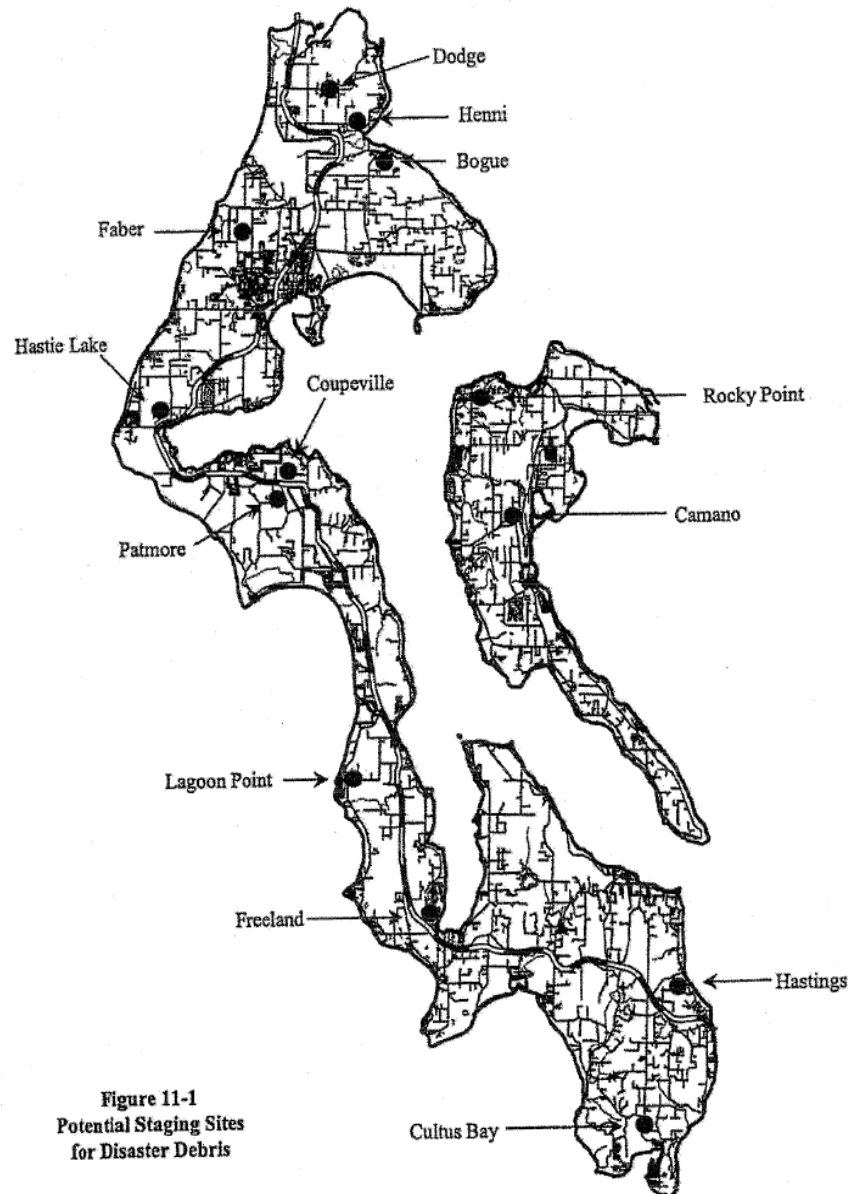 Dodge
Henni
Bogue
Faber
Hastie Lake
Coupeville
Rocky Point
Camano
Patmore
Lagoon Point
Freeland
Hastings
Cultus Bay
Figure 11-1
Potential Staging Sites
for Disaster Debris